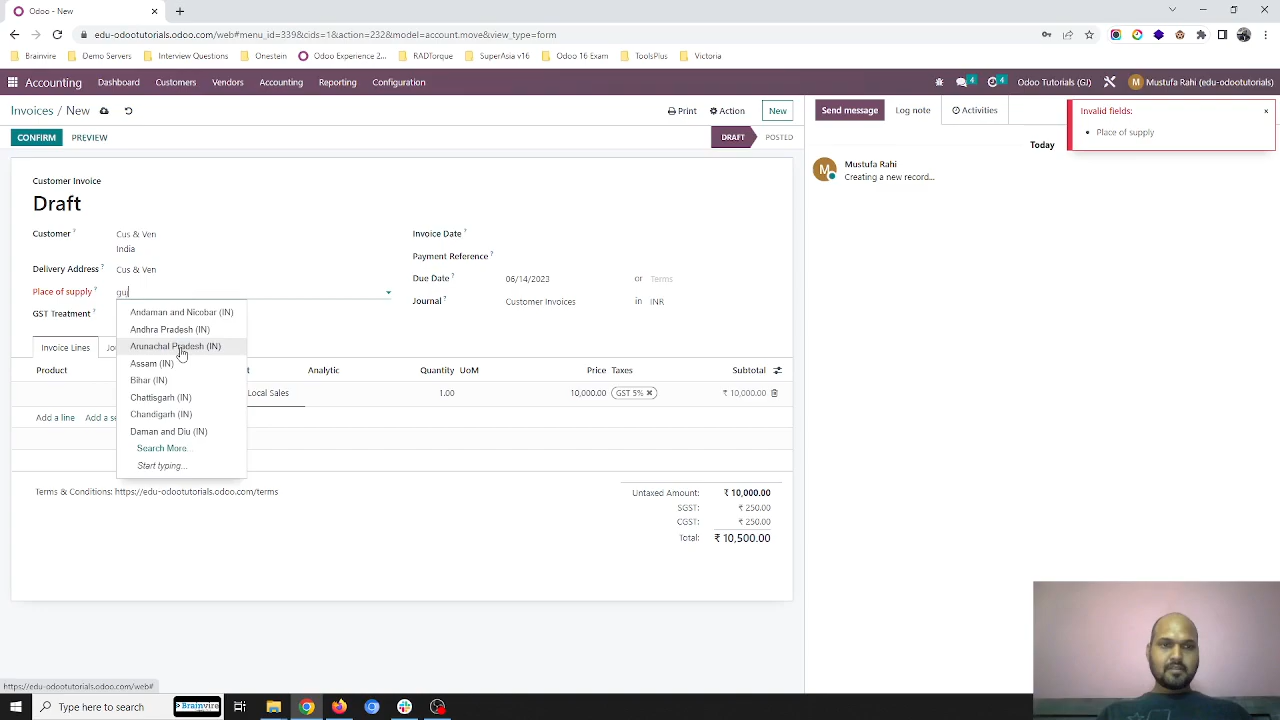 Odoo - New
edu-odootutorials.odoo.com/web#menu_id=339&cids=1&action=232&model=account.move&view_type=form
Brainvire Demo Servers Interview Questions Onestein Odoo Experience 2... RADTorque SuperAsia v16 Odoo 16 Exam ToolsPlus Victoria
Accounting Dashboard Customers Vendors Accounting Reporting Configuration 4 4 Odoo Tutorials (GJ) Mustufa Rahi (edu-odootutorials)
Invoices / New Print Action New
CONFIRM PREVIEW DRAFT POSTED
Customer Invoice
Draft
Customer ? Cus & Ven
India
Delivery Address ? Cus & Ven
Place of supply ? guj
GST Treatment ?
Invoice Date ?
Payment Reference ?
Due Date ? 06/14/2023 or Terms
Journal ? Customer Invoices in INR
Andaman and Nicobar (IN)
Andhra Pradesh (IN)
Arunachal Pradesh (IN)
Assam (IN)
Bihar (IN)
Chattisgarh (IN)
Chandigarh (IN)
Daman and Diu (IN)
Search More...
Start typing...
Invoice Lines Jo
Product t Analytic Quantity UoM Price Taxes Subtotal
Local Sales 1.00 10,000.00 GST 5% ₹ 10,000.00
Add a line Add a se
Terms & Conditions: https://edu-odootutorials.odoo.com/terms
Untaxed Amount: ₹ 10,000.00
SGST: ₹ 250.00
CGST: ₹ 250.00
Total: ₹ 10,500.00
Send message Log note Activities
Invalid fields:
Place of supply
Today
M Mustufa Rahi
Creating a new record...
https://edu-odootutorials.odoo.com/web#
Type here to search Brainvire